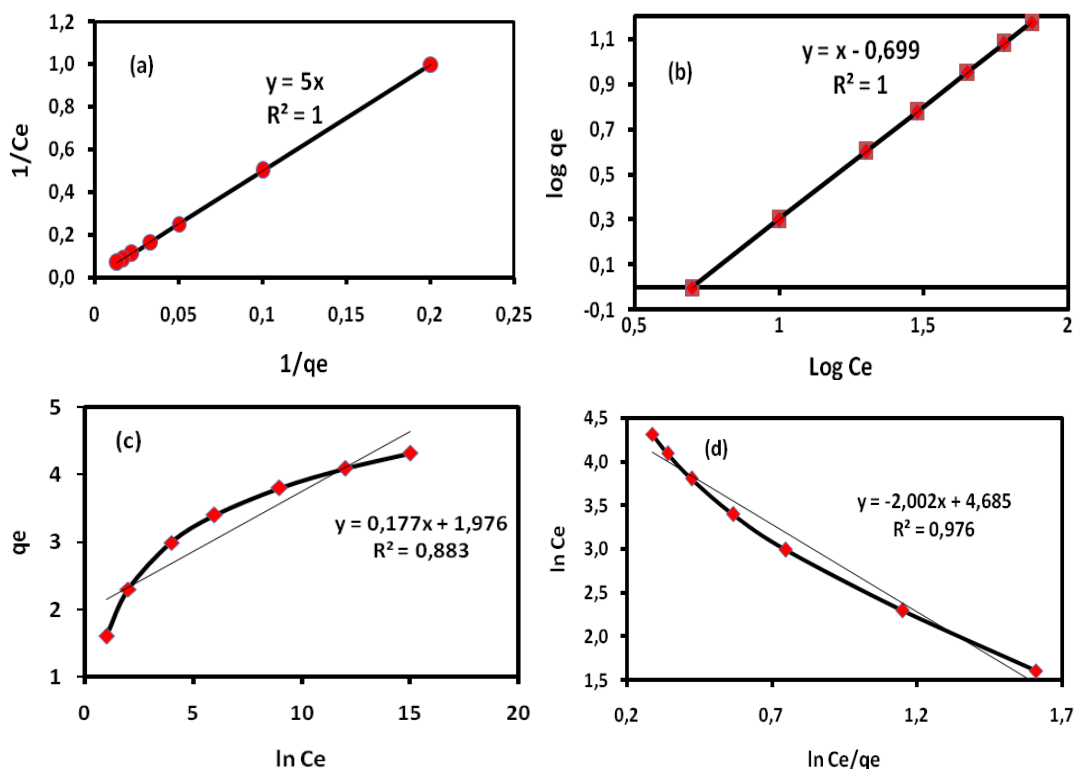 1,2
1,0
0,8
0,6
0,4
0,2
0,0
1/Ce
(a)
y = 5x
R² = 1
0
0,05
0,1
0,15
0,2
0,25
1/qe
1,1
0,9
0,7
0,5
0,3
0,1
-0,1
log qe
(b)
y = x - 0,699
R² = 1
0,5
1
1,5
2
Log Ce
5
4
3
2
1
qe
(c)
y = 0,177x + 1,976
R² = 0,883
0
5
10
15
20
ln Ce
4,5
4,0
3,5
3,0
2,5
2,0
1,5
ln Ce
(d)
y = -2,002x + 4,685
R² = 0,976
0,2
0,7
1,2
1,7
ln Ce/qe